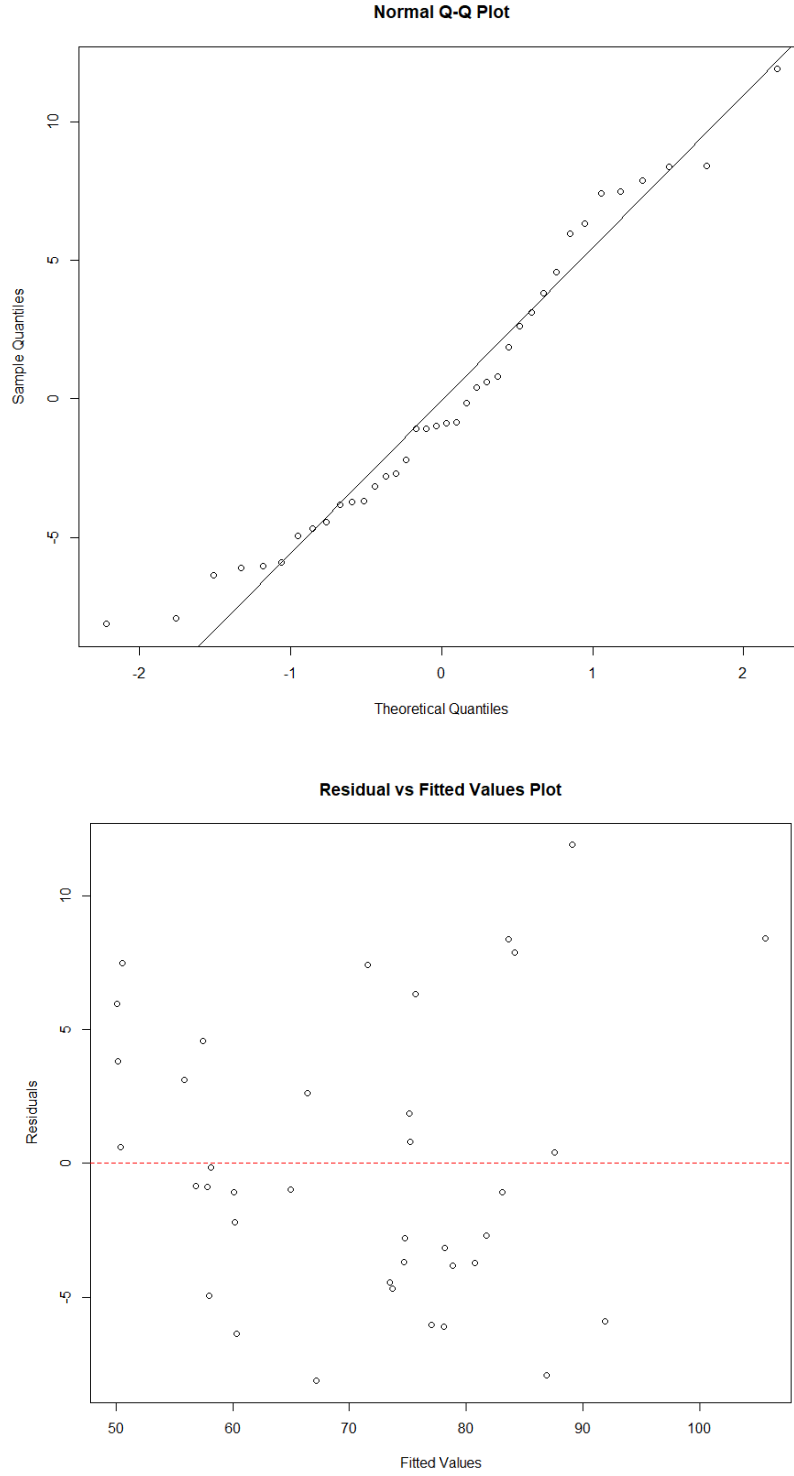 Normal Q-Q Plot
10
5
0
-5
Sample Quantiles
-2 -1 0 1 2
Theoretical Quantiles
Residual vs Fitted Values Plot
10
5
0
-5
Residuals
50 60 70 80 90 100
Fitted Values